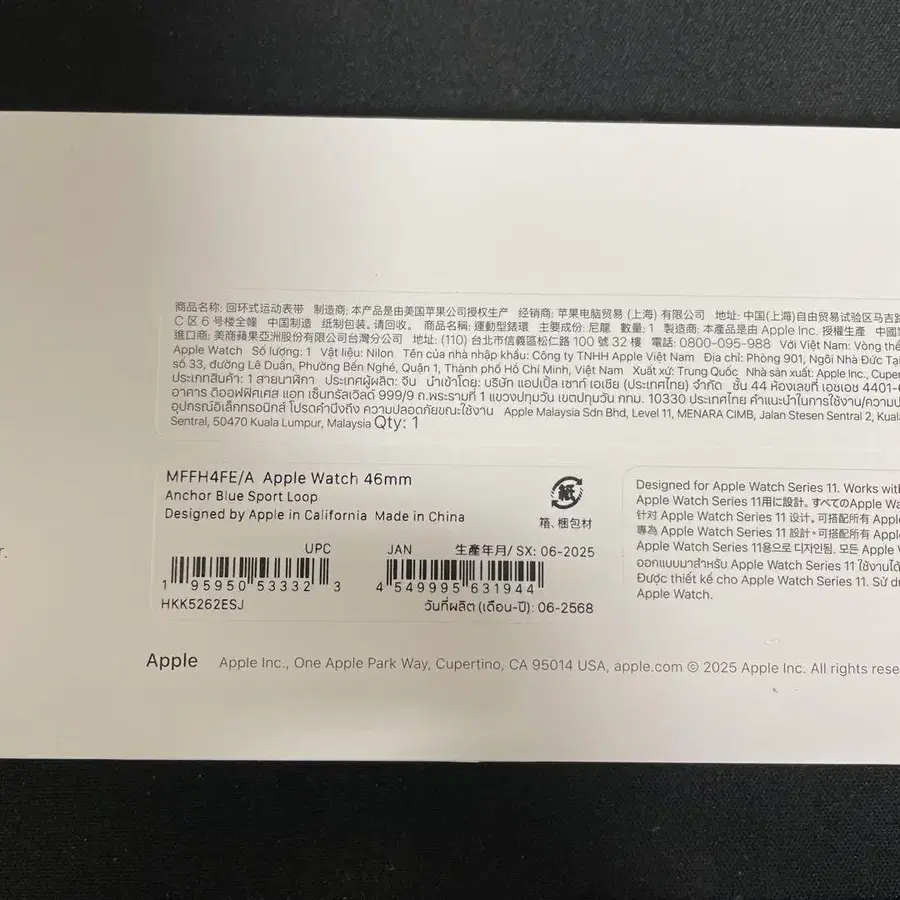 商品名称: 回环式运动表带 制造商: 本产品是由美国苹果公司授权生产 经销商: 苹果电脑贸易 (上海) 有限公司 地址: 中国(上海)自由贸易试验区马吉路
C 区 6 号楼全幢 中国制造 纸制包装。请回收。 商品名稱: 運動型錶環 主要成份: 尼龍 數量: 1 製造商: 本產品是由 Apple Inc. 授權生產 中國製
進口商: 美商蘋果亞洲股份有限公司台灣分公司 地址: (110) 台北市信義區松仁路 100 號 32 樓 電話: 0800-095-988 Với Việt Nam: Vòng thể
Apple Watch Số lượng: 1 Vật liệu: Nilon Tên của nhà nhập khẩu: Công ty TNHH Apple Việt Nam Địa chỉ: Phòng 901, Ngôi Nhà Đức Tại
số 33, đường Lê Duẩn, Phường Bến Nghé, Quận 1, Thành phố Hồ Chí Minh, Việt Nam Xuất xứ: Trung Quốc Nhà sản xuất: Apple Inc., Cuper
ประเภทสินค้า: 1 สายนาฬิกา ประเทศผู้ผลิต: จีน นำเข้าโดย: บริษัท แอปเปิ้ล เซาท์ เอเชีย (ประเทศไทย) จำกัด ชั้น 44 ห้องเลขที่ เอชเอช 4401-6
อาคาร ดิออฟฟิศเศส แอท เซ็นทรัลเวิลด์ 999/9 ถ.พระรามที่ 1 แขวงปทุมวัน เขตปทุมวัน กทม. 10330 ประเทศไทย คำแนะนำในการใช้งาน/ความป
อุปกรณ์อิเล็กทรอนิกส์ โปรดคำนึงถึง ความปลอดภัยขณะใช้งาน Apple Malaysia Sdn Bhd, Level 11, MENARA CIMB, Jalan Stesen Sentral 2, Kual
Sentral, 50470 Kuala Lumpur, Malaysia Qty: 1
MFFH4FE/A Apple Watch 46mm
Anchor Blue Sport Loop
Designed by Apple in California Made in China
紙
箱、梱包材
UPC
1 95950 53332 3
HKK5262ESJ
JAN 生產年月/ SX: 06-2025
4 549995 631944
วันที่ผลิต (เดือน-ปี): 06-2568
Designed for Apple Watch Series 11. Works with
Apple Watch Series 11用に設計。すべてのApple Wa
针对 Apple Watch Series 11 设计。可搭配所有 Apple
專為 Apple Watch Series 11 設計。可搭配所有 Apple
Apple Watch Series 11용으로 디자인됨. 모든 Apple W
ออกแบบมาสำหรับ Apple Watch Series 11 ใช้งานได้
Được thiết kế cho Apple Watch Series 11. Sử dụ
Apple Watch.
r.
Apple Apple Inc., One Apple Park Way, Cupertino, CA 95014 USA, apple.com © 2025 Apple Inc. All rights rese